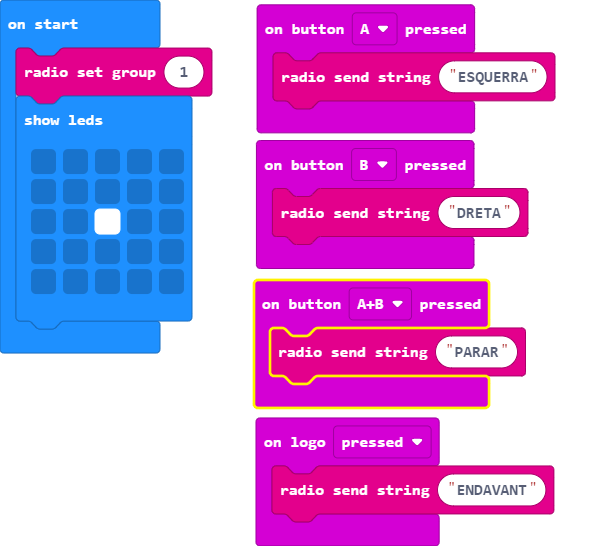 on start
radio set group 1
show leds
on button A pressed
radio send string "ESQUERRA"
on button B pressed
radio send string "DRETA"
on button A+B pressed
radio send string "PARAR"
on logo pressed
radio send string "ENDAVANT"